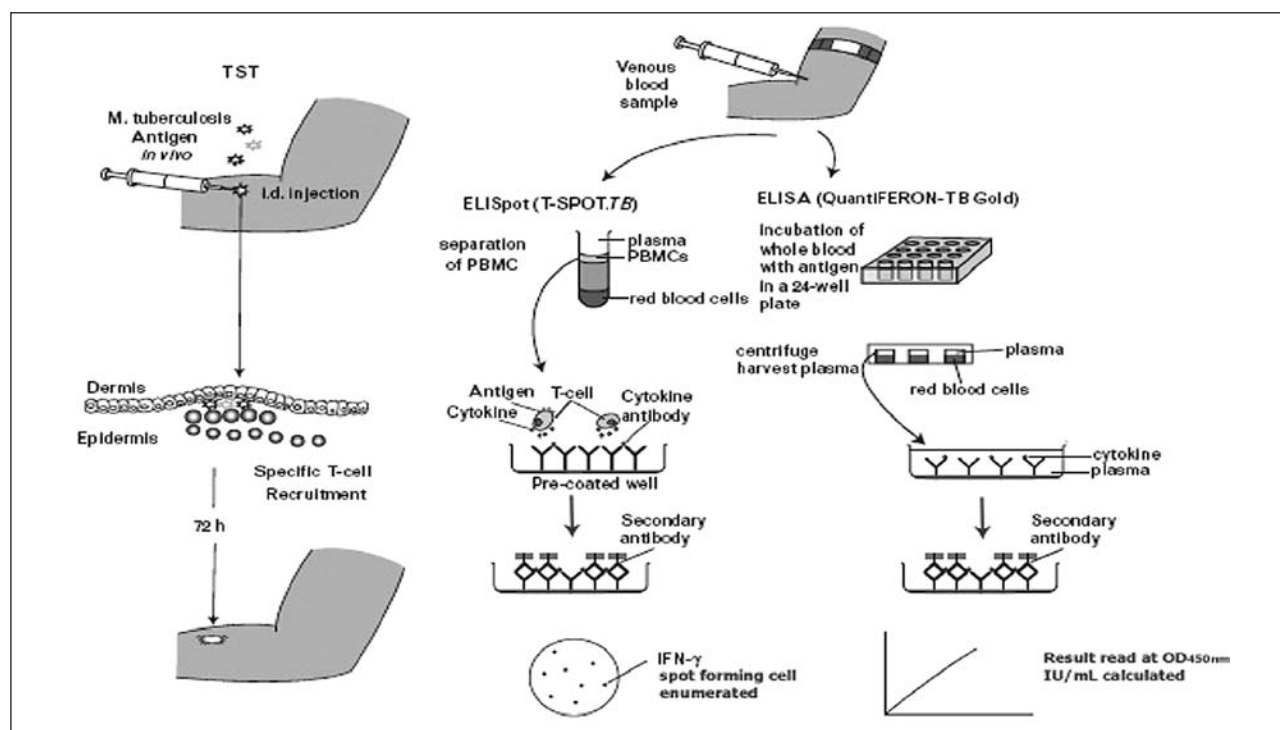 TST
M. tuberculosis
Antigen
in vivo
i.d. injection
Dermis
Epidermis
Specific T-cell
Recruitment
72 h
Venous
blood
sample
ELISpot (T-SPOT.TB)
separation
of PBMC
plasma
PBMCs
red blood cells
Antigen
T-cell
Cytokine
Cytokine
antibody
Pre-coated well
Secondary
antibody
IFN-γ
spot forming cell
enumerated
ELISA (QuantiFERON-TB Gold)
incubation of
whole blood
with antigen
in a 24-well
plate
centrifuge
harvest plasma
plasma
red blood cells
cytokine
plasma
Secondary
antibody
Result read at OD450nm
IU/mL calculated